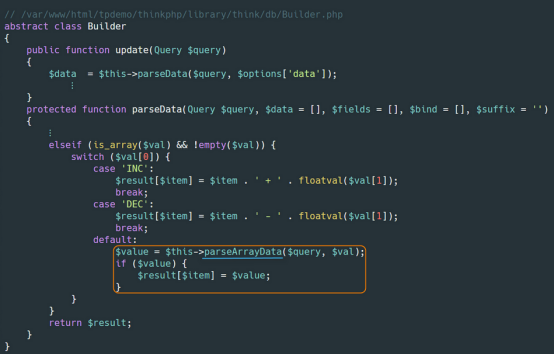 // /var/www/html/tpdemo/thinkphp/library/think/db/Builder.php
abstract class Builder
{
    public function update(Query $query)
    {
        $data  = $this->parseData($query, $options['data']);
            ⋮
    }
    protected function parseData(Query $query, $data = [], $fields = [], $bind = [], $suffix = '')
    {
        ⋮
        elseif (is_array($val) && !empty($val)) {
            switch ($val[0]) {
                case 'INC':
                    $result[$item] = $item . ' + ' . floatval($val[1]);
                    break;
                case 'DEC':
                    $result[$item] = $item . ' - ' . floatval($val[1]);
                    break;
                default:
                    $value = $this->parseArrayData($query, $val);
                    if ($value) {
                        $result[$item] = $value;
                    }
            }
        }
        return $result;
    }
}